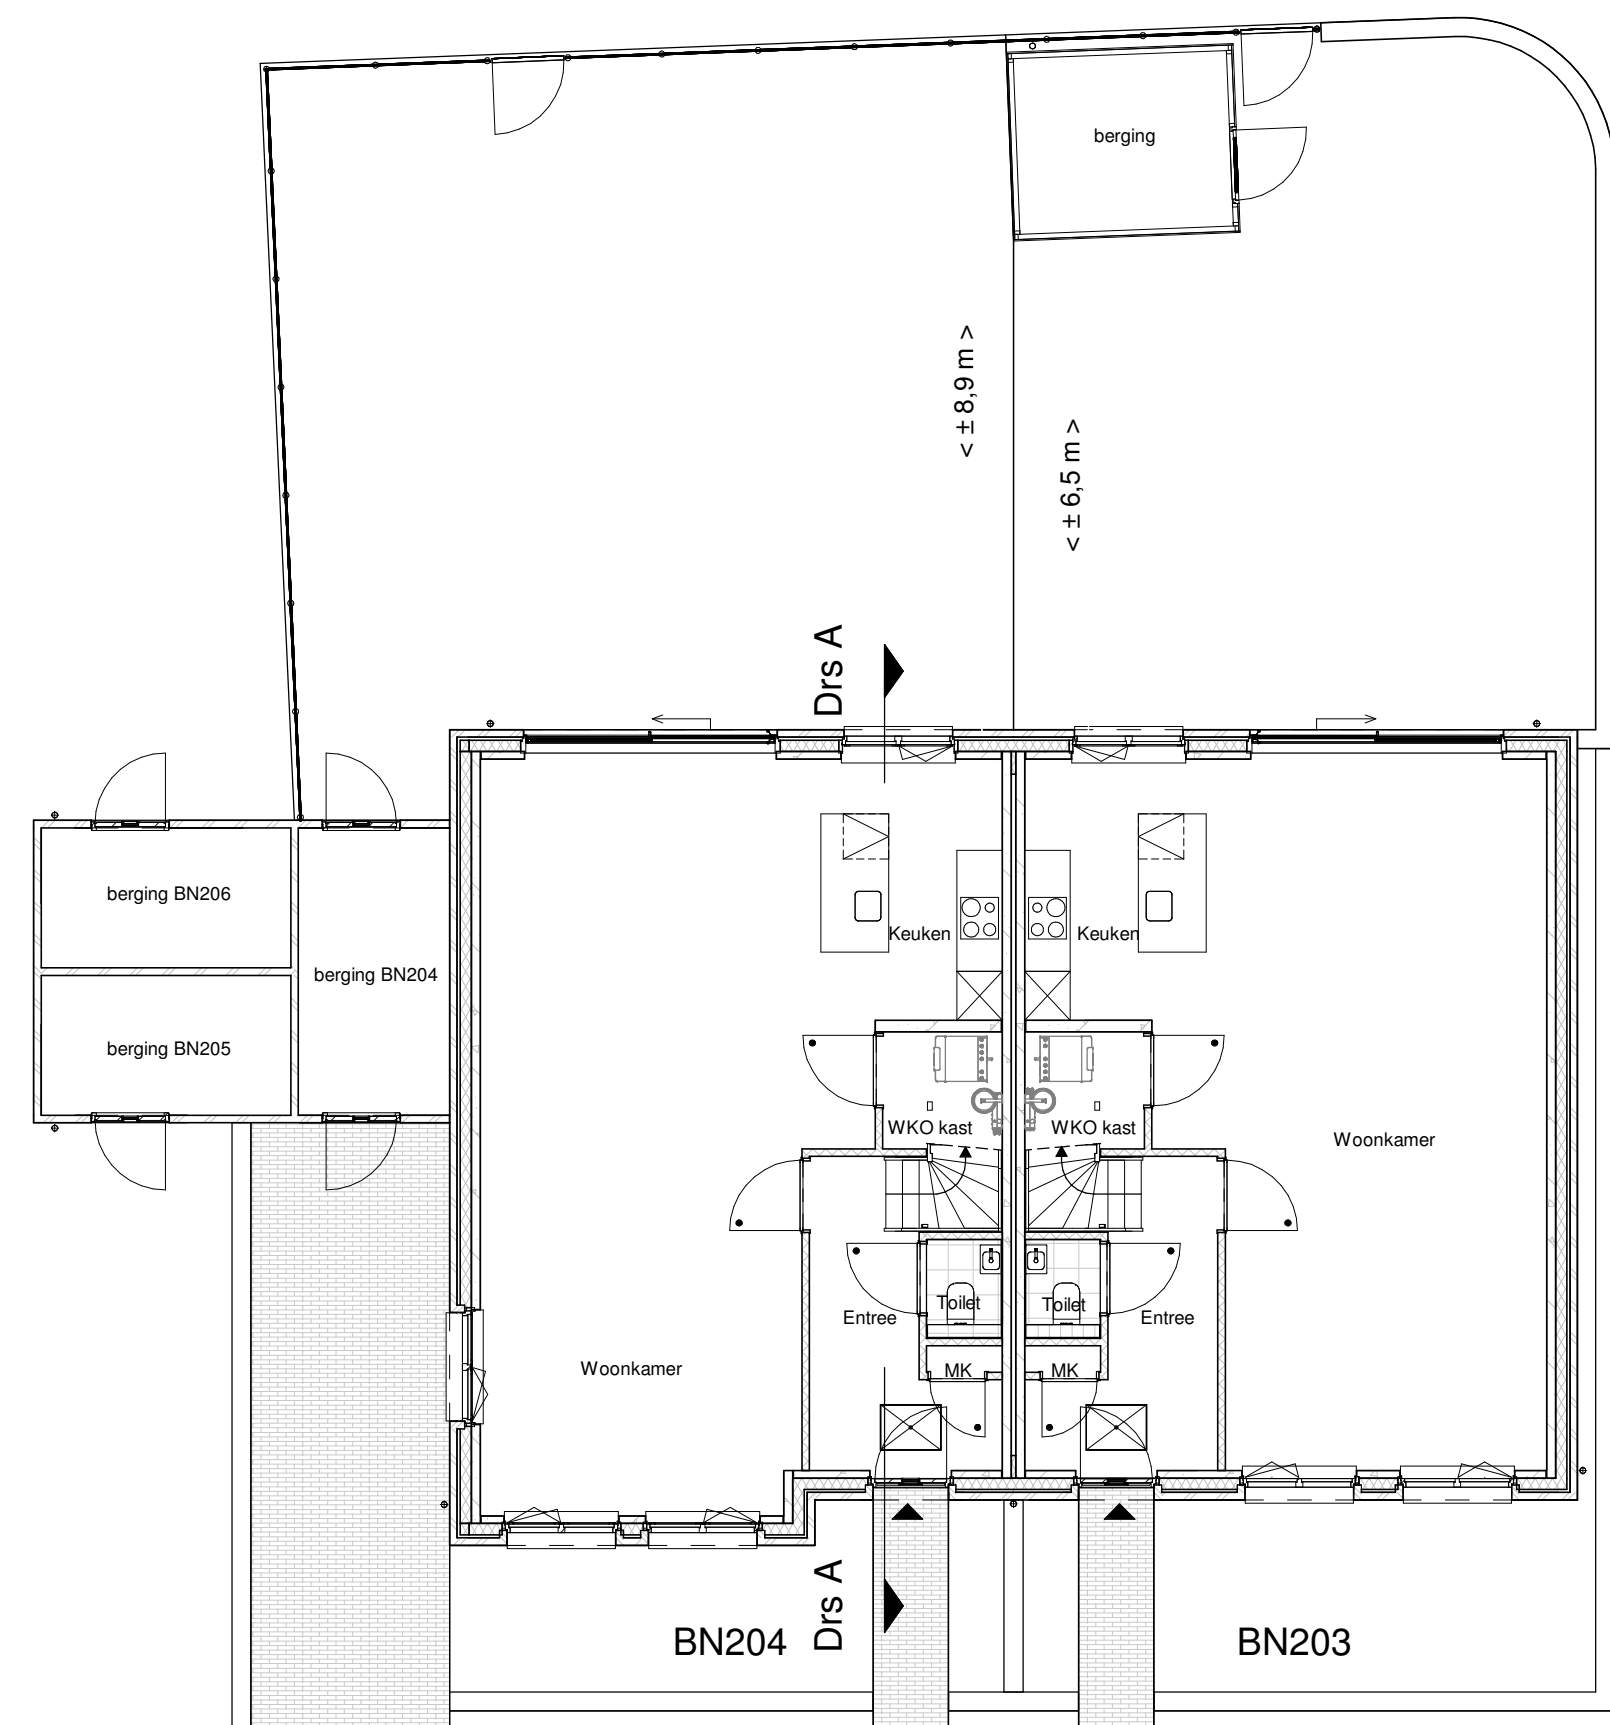 berging
< ± 8,9 m >
< ± 6,5 m >
Drs A
berging BN206
Keuken
Keuken
berging BN204
berging BN205
WKO kast
WKO kast
Woonkamer
Toilet
Toilet
Entree
Entree
Woonkamer
MK
MK
Drs A
BN204
BN203